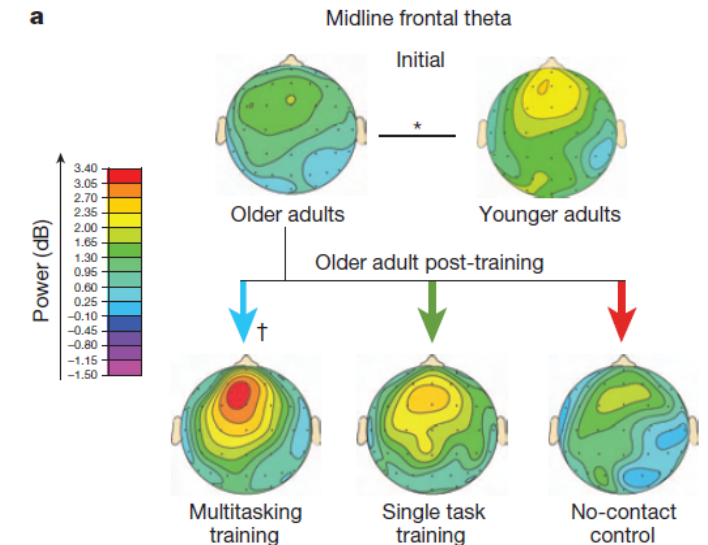 a
Midline frontal theta
Initial
*
Older adults
Younger adults
Power (dB)
3.40
3.05
2.70
2.35
2.00
1.65
1.30
0.95
0.60
0.25
–0.10
–0.45
–0.80
–1.15
–1.50
Older adult post-training
†
Multitasking
training
Single task
training
No-contact
control